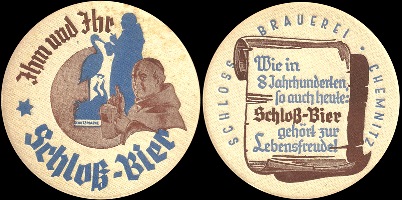 Ihm und Ihr
Schloß-Bier
SCHLOSS BRAUEREI • CHEMNITZ
Wie in
8 Jahrhunderten,
so auch heute:
Schloß-Bier
gehört zur
Lebensfreude!